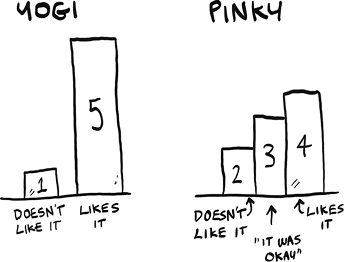 YOGI
1
5
DOESN'T
LIKE IT
LIKES
IT
PINKY
2
3
4
DOESN'T
LIKE IT
"IT WAS
OKAY"
LIKES
IT